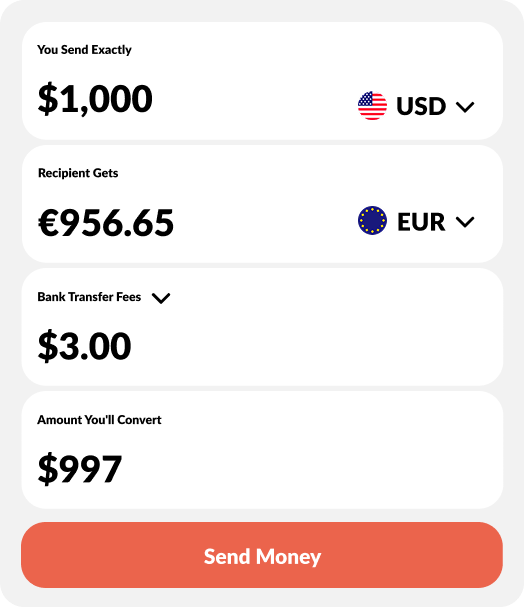 You Send Exactly
$1,000
USD
Recipient Gets
€956.65
EUR
Bank Transfer Fees
$3.00
Amount You'll Convert
$997
Send Money